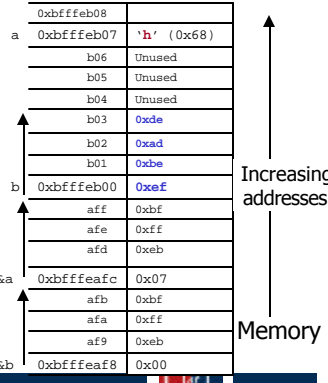 0xbfffeb08
a 0xbfffeb07 ‘h’ (0x68)
b06 Unused
b05 Unused
b04 Unused
b03 0xde
b02 0xad
b01 0xbe
b 0xbfffeb00 0xef
aff 0xbf
afe 0xff
afd 0xeb
&a 0xbfffeafc 0x07
afb 0xbf
afa 0xff
af9 0xeb
&b 0xbfffeaf8 0x00
Increasing
addresses
Memory